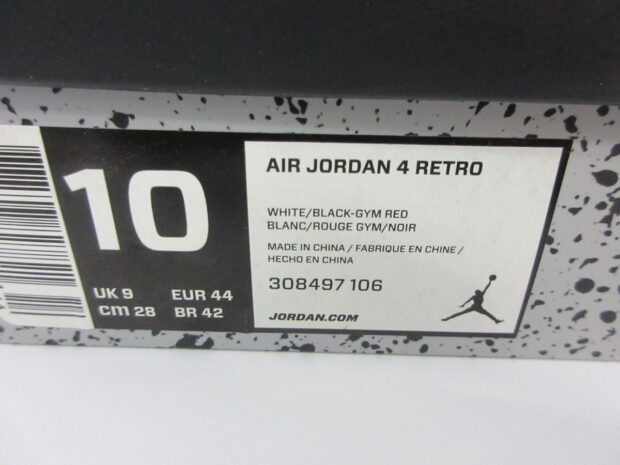 10
UK 9 EUR 44
cm 28 BR 42
AIR JORDAN 4 RETRO
WHITE/BLACK-GYM RED
BLANC/ROUGE GYM/NOIR
MADE IN CHINA / FABRIQUE EN CHINE /
HECHO EN CHINA
308497 106
JORDAN.COM